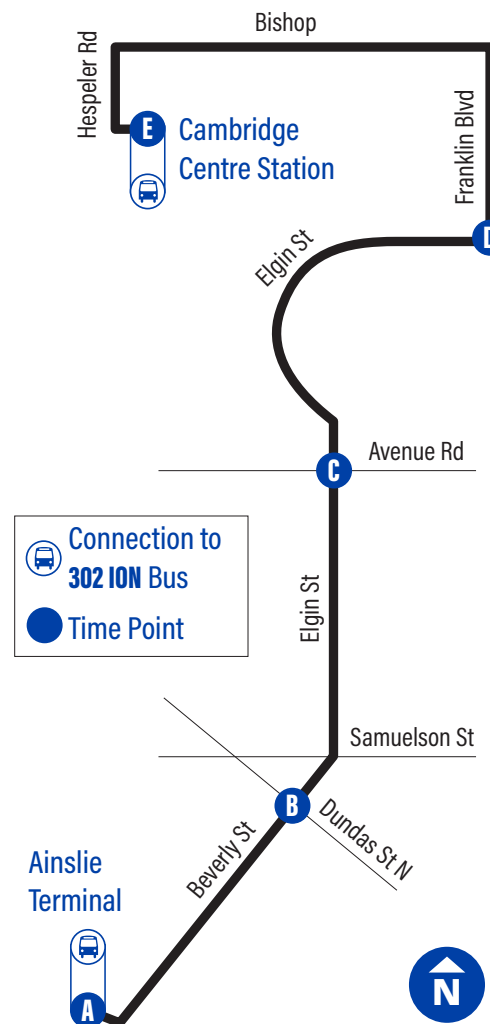 Bishop
Hespeler Rd
Franklin Blvd
E
Cambridge
Centre Station
D
Elgin St
C
Avenue Rd
Connection to
302 ION Bus
Time Point
Elgin St
Samuelson St
B
Dundas St N
Beverly St
Ainslie
Terminal
A
N